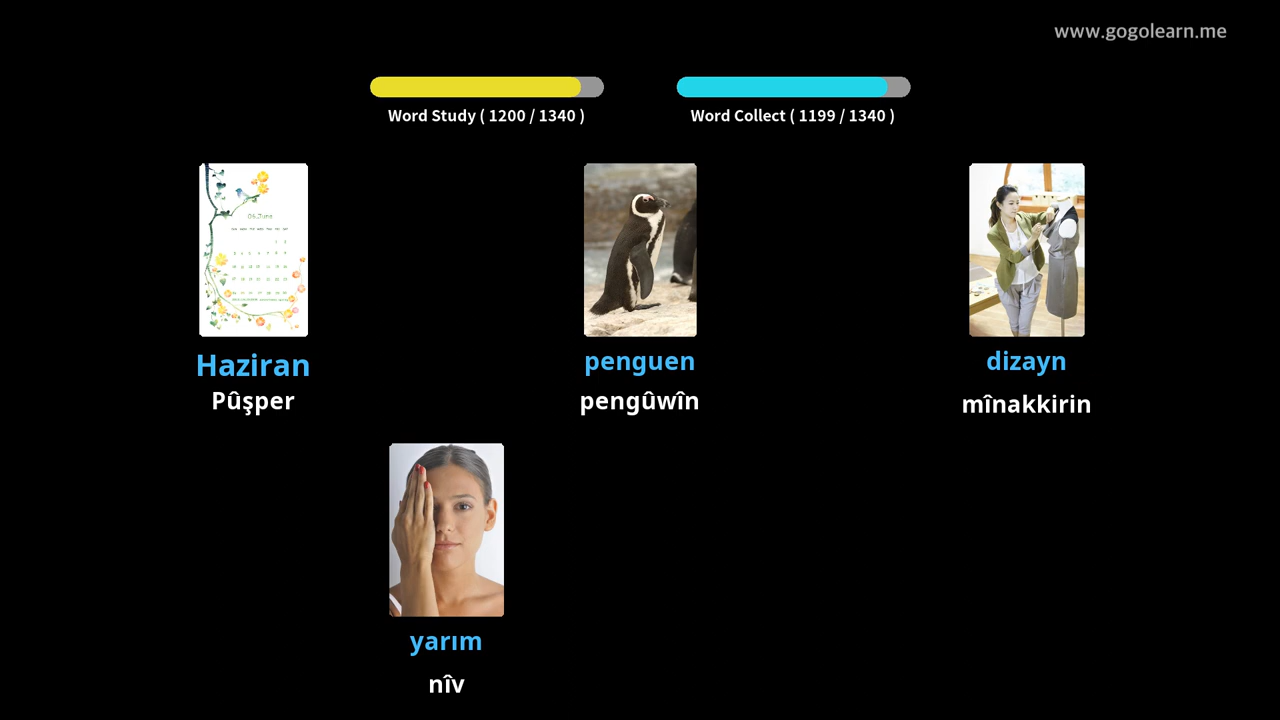 www.gogolearn.me
Word Study ( 1200 / 1340 )
Word Collect ( 1199 / 1340 )
Haziran
Pûşper
penguen
pengûwîn
dizayn
mînakkirin
yarım
nîv